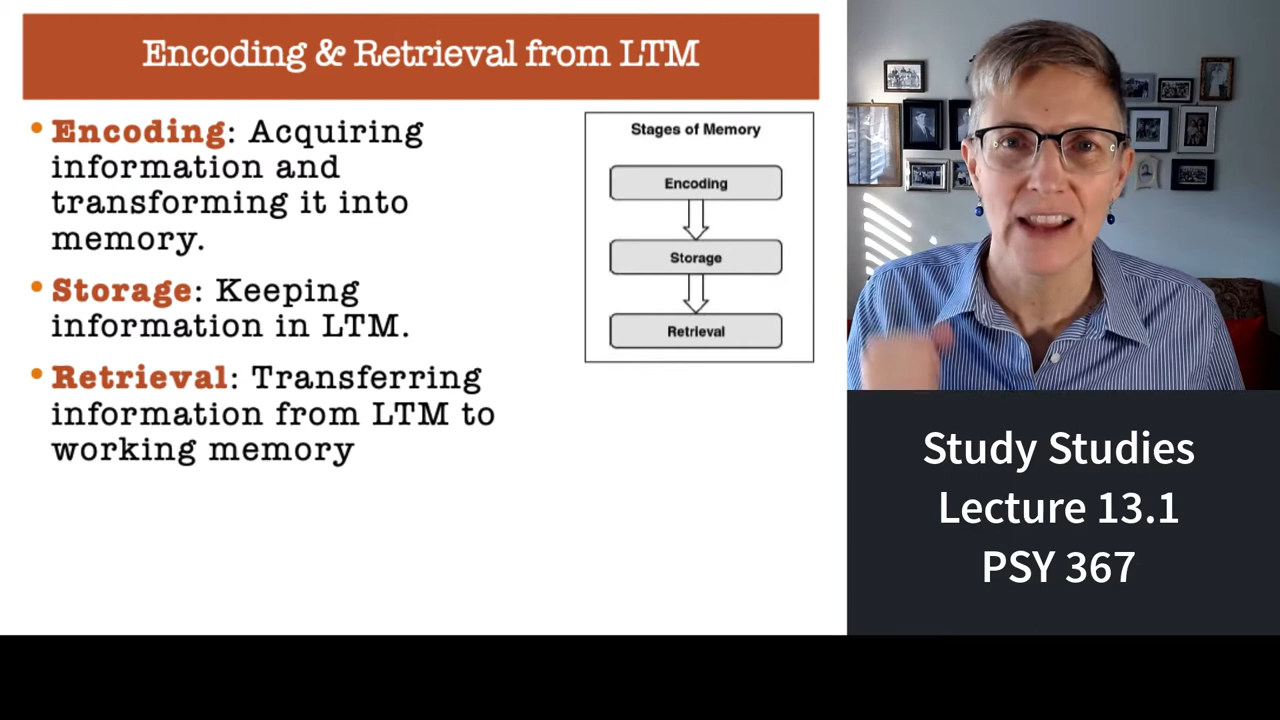 Encoding & Retrieval from LTM
• Encoding: Acquiring
information and
transforming it into
memory.
• Storage: Keeping
information in LTM.
• Retrieval: Transferring
information from LTM to
working memory
Stages of Memory
Encoding
Storage
Retrieval
Study Studies
Lecture 13.1
PSY 367